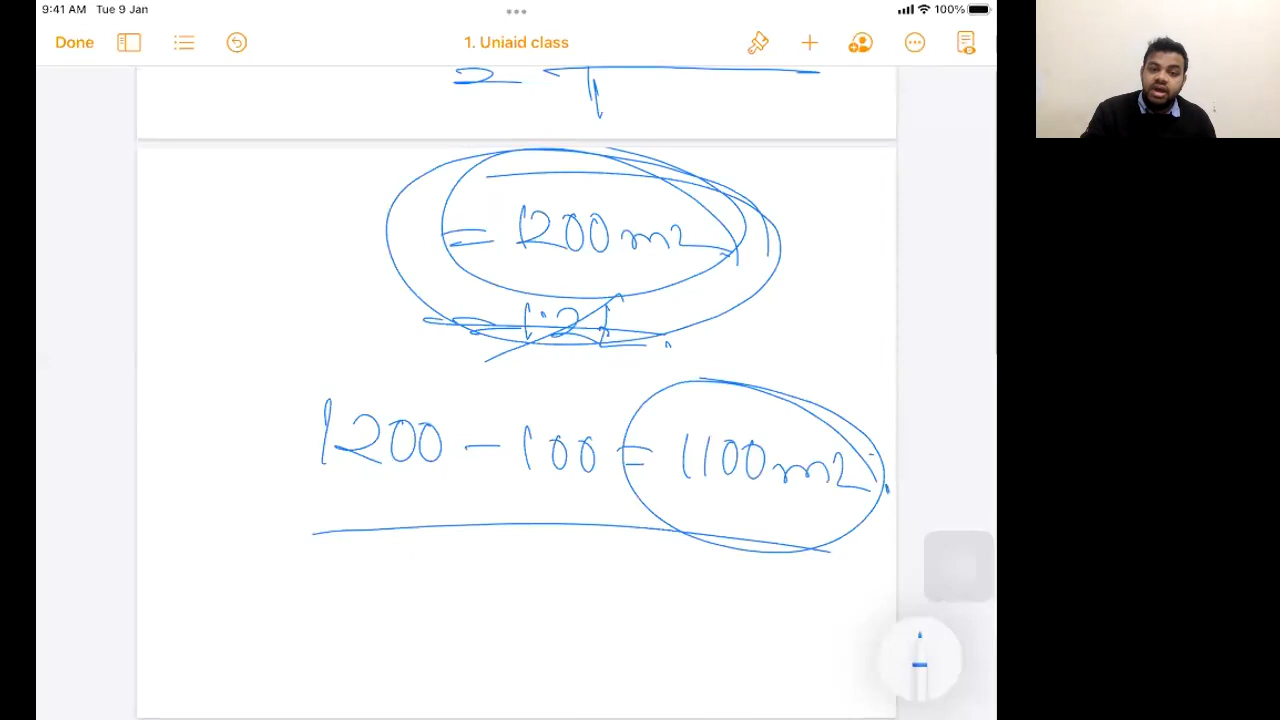 9:41 AM Tue 9 Jan
100%
Done
1. Uniaid class
= 1200 m2
1200 - 100 = 1100 m2.